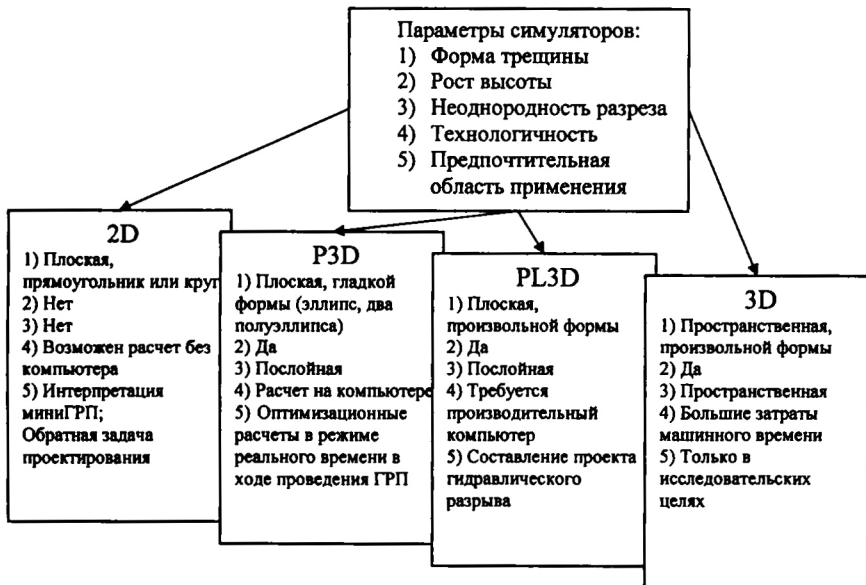 Параметры симуляторов:
1) Форма трещины
2) Рост высоты
3) Неоднородность разреза
4) Технологичность
5) Предпочтительная
область применения
2D
1) Плоская,
прямоугольник или круг
2) Нет
3) Нет
4) Возможен расчет без
компьютера
5) Интерпретация
миниГРП;
Обратная задача
проектирования
P3D
1) Плоская, гладкой
формы (эллипс, два
полуэллипса)
2) Да
3) Послойная
4) Расчет на компьютере
5) Оптимизационные
расчеты в режиме
реального времени в
ходе проведения ГРП
PL3D
1) Плоская,
произвольной формы
2) Да
3) Послойная
4) Требуется
производительный
компьютер
5) Составление проекта
гидравлического
разрыва
3D
1) Пространственная,
произвольной формы
2) Да
3) Пространственная
4) Большие затраты
машинного времени
5) Только в
исследовательских
целях